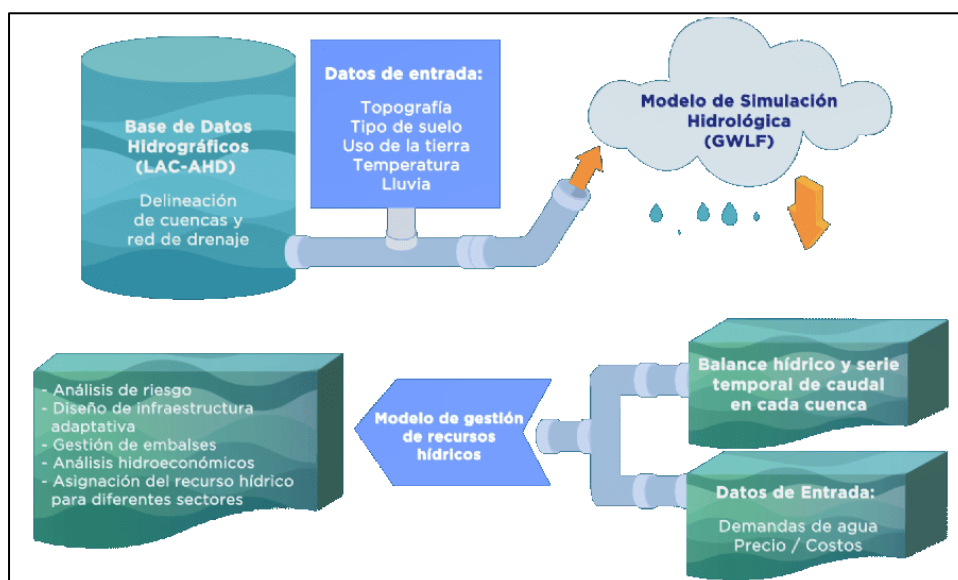 Base de Datos
Hidrográficos
(LAC-AHD)
Delineación
de cuencas y
red de drenaje
Datos de entrada:
Topografía
Tipo de suelo
Uso de la tierra
Temperatura
Lluvia
Modelo de Simulación
Hidrológica
(GWLF)
Balance hídrico y serie
temporal de caudal
en cada cuenca
Datos de Entrada:
Demandas de agua
Precio / Costos
Modelo de gestión
de recursos
hídricos
- Análisis de riesgo
- Diseño de infraestructura
adaptativa
- Gestión de embalses
- Análisis hidroeconómicos
- Asignación del recurso hídrico
para diferentes sectores